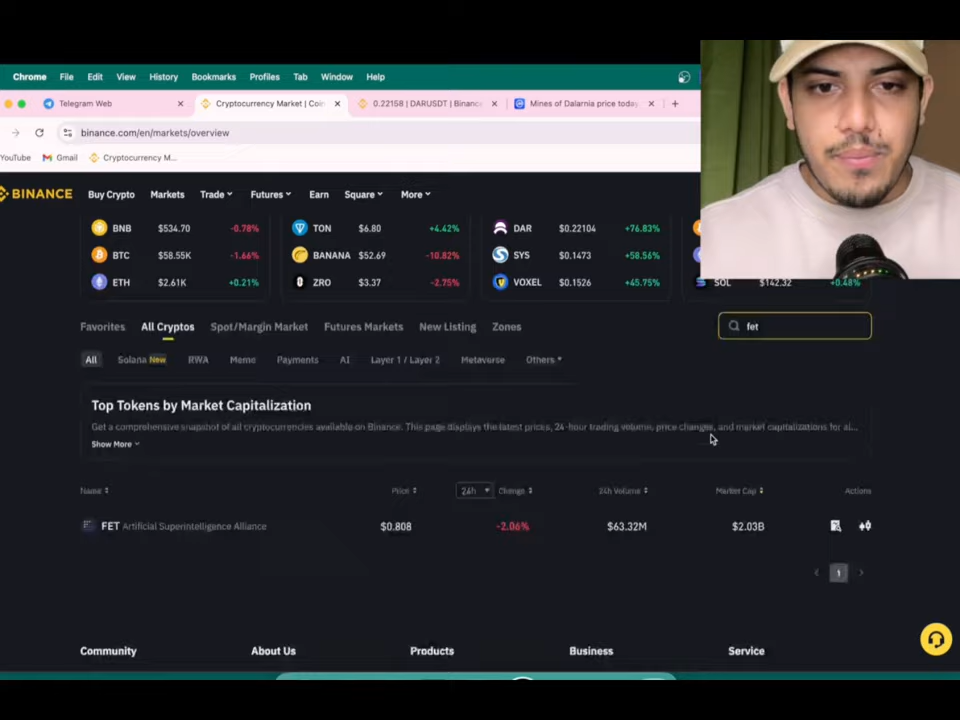 Chrome File Edit View History Bookmarks Profiles Tab Window Help
Telegram Web Cryptocurrency Market | Coin 0.22158 | DARUSDT | Binance Mines of Dalarnia price today
binance.com/en/markets/overview
YouTube Gmail Cryptocurrency M...
BINANCE Buy Crypto Markets Trade Futures Earn Square More
BNB $534.70 -0.78% TON $6.80 +4.42% DAR $0.22104 +76.83%
BTC $58.55K -1.66% BANANA $52.69 -10.82% SYS $0.1473 +58.56%
ETH $2.61K +0.21% ZRO $3.37 -2.75% VOXEL $0.1526 +45.75% SOL $142.32 +0.48%
Favorites All Cryptos Spot/Margin Market Futures Markets New Listing Zones fet
All Solana New RWA Meme Payments AI Layer 1 / Layer 2 Metaverse Others
Top Tokens by Market Capitalization
Get a comprehensive snapshot of all cryptocurrencies available on Binance. This page displays the latest prices, 24-hour trading volume, price changes, and market capitalizations for al...
Show More
Name Price 24h Change 24h Volume Market Cap Actions
FET Artificial Superintelligence Alliance $0.808 -2.06% $63.32M $2.03B
1
Community About Us Products Business Service